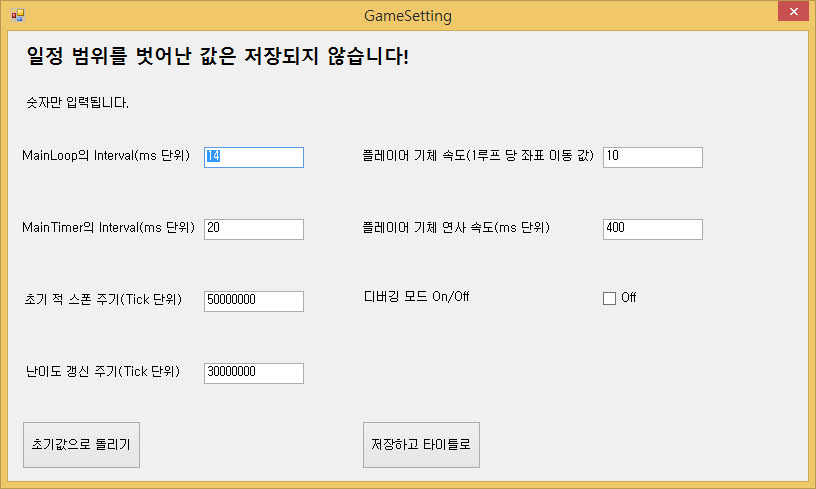 GameSetting
일정 범위를 벗어난 값은 저장되지 않습니다!
숫자만 입력됩니다.
MainLoop의 Interval(ms 단위) 14
플레이어 기체 속도(1루프 당 좌표 이동 값) 10
MainTimer의 Interval(ms 단위) 20
플레이어 기체 연사 속도(ms 단위) 400
초기 적 스폰 주기(Tick 단위) 50000000
디버깅 모드 On/Off Off
난이도 갱신 주기(Tick 단위) 30000000
초기값으로 돌리기
저장하고 타이틀로